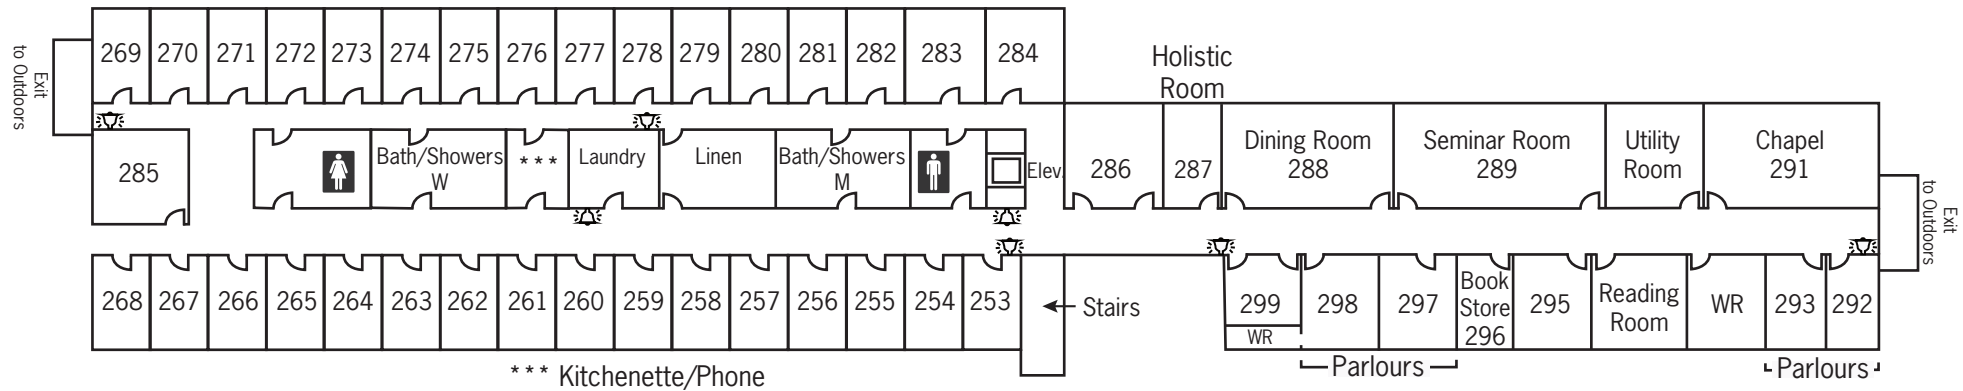 269 270 271 272 273 274 275 276 277 278 279 280 281 282 283 284
Exit
to Outdoors
Holistic
Room
285
Bath/Showers
W
***
Laundry
Linen
Bath/Showers
M
Elev.
286
287
Dining Room
288
Seminar Room
289
Utility
Room
Chapel
291
Exit
to Outdoors
268 267 266 265 264 263 262 261 260 259 258 257 256 255 254 253
Stairs
299
WR
298
297
Book
Store
296
295
Reading
Room
WR
293
292
*** Kitchenette/Phone
Parlours
Parlours